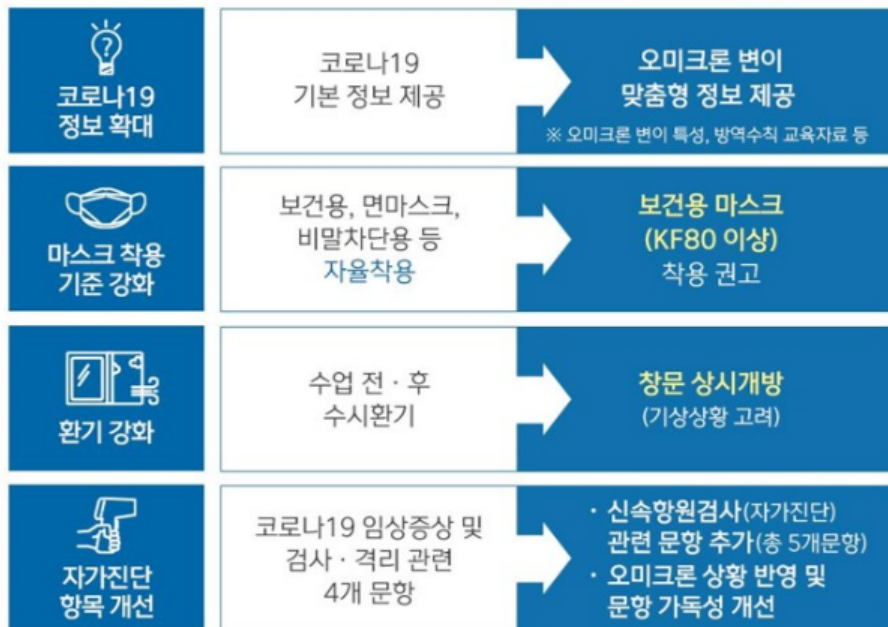 코로나19
정보 확대
코로나19
기본 정보 제공
오미크론 변이
맞춤형 정보 제공
※ 오미크론 변이 특성, 방역수칙 교육자료 등
마스크 착용
기준 강화
보건용, 면마스크,
비말차단용 등
자율착용
보건용 마스크
(KF80 이상)
착용 권고
환기 강화
수업 전 · 후
수시환기
창문 상시개방
(기상상황 고려)
자가진단
항목 개선
코로나19 임상증상 및
검사 · 격리 관련
4개 문항
· 신속항원검사(자가진단)
관련 문항 추가(총 5개문항)
· 오미크론 상황 반영 및
문항 가독성 개선